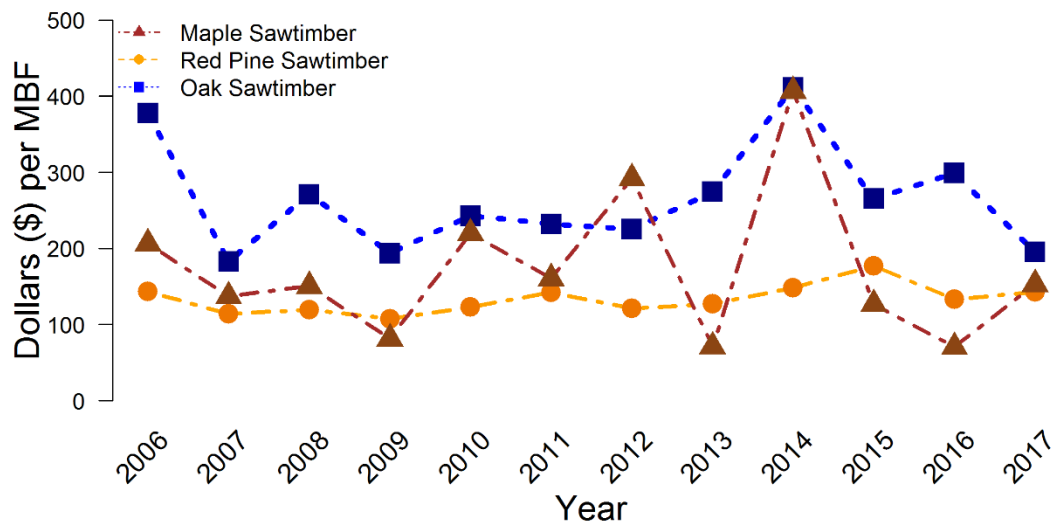 Maple Sawtimber
Red Pine Sawtimber
Oak Sawtimber
Dollars ($) per MBF
500
400
300
200
100
0
2006 2007 2008 2009 2010 2011 2012 2013 2014 2015 2016 2017
Year